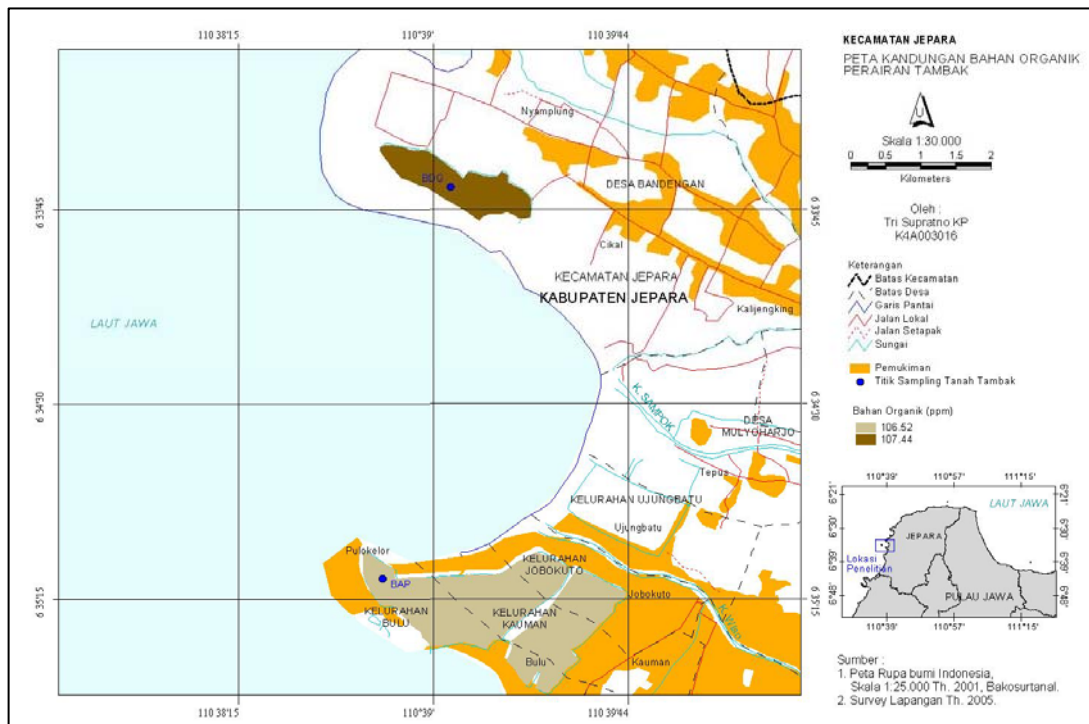 110 38'15
110°39'
110 39'44
Nyamplung
BDG
DESA BANDENGAN
6 33'45
6 33'45
Cikal
KECAMATAN JEPARA
KABUPATEN JEPARA
Kalijengking
LAUT JAWA
6 34'30
6 34'30
K. SAMPOK
DESA
MULYOHARJO
Tepus
KELURAHAN UJUNGBATU
Ujungbatu
Pulokelor
KELURAHAN
JOBOKUTO
BAP
6 35'15
6 35'15
Jobokuto
KELURAHAN
BULU
KELURAHAN
KAUMAN
K. Wiso
Bulu
Kauman
110 38'15
110°39'
110 39'44
KECAMATAN JEPARA
PETA KANDUNGAN BAHAN ORGANIK
PERAIRAN TAMBAK
U
Skala 1:30.000
0 0.5 1 1.5 2
Kilometers
Oleh :
Tri Supratno KP
K4A003016
Keterangan
Batas Kecamatan
Batas Desa
Garis Pantai
Jalan Lokal
Jalan Setapak
Sungai
Pemukiman
Titik Sampling Tanah Tambak
Bahan Organik (ppm)
106.52
107.44
110°39' 110°57' 111°15'
6°21'
6°30'
6°39'
6°48'
6°21'
6°30'
6°39'
6°48'
LAUT JAWA
JEPARA
Lokasi
Penelitian
PULAU JAWA
110°39' 110°57' 111°15'
Sumber :
1. Peta Rupa bumi Indonesia,
Skala 1:25.000 Th. 2001, Bakosurtanal.
2. Survey Lapangan Th. 2005.